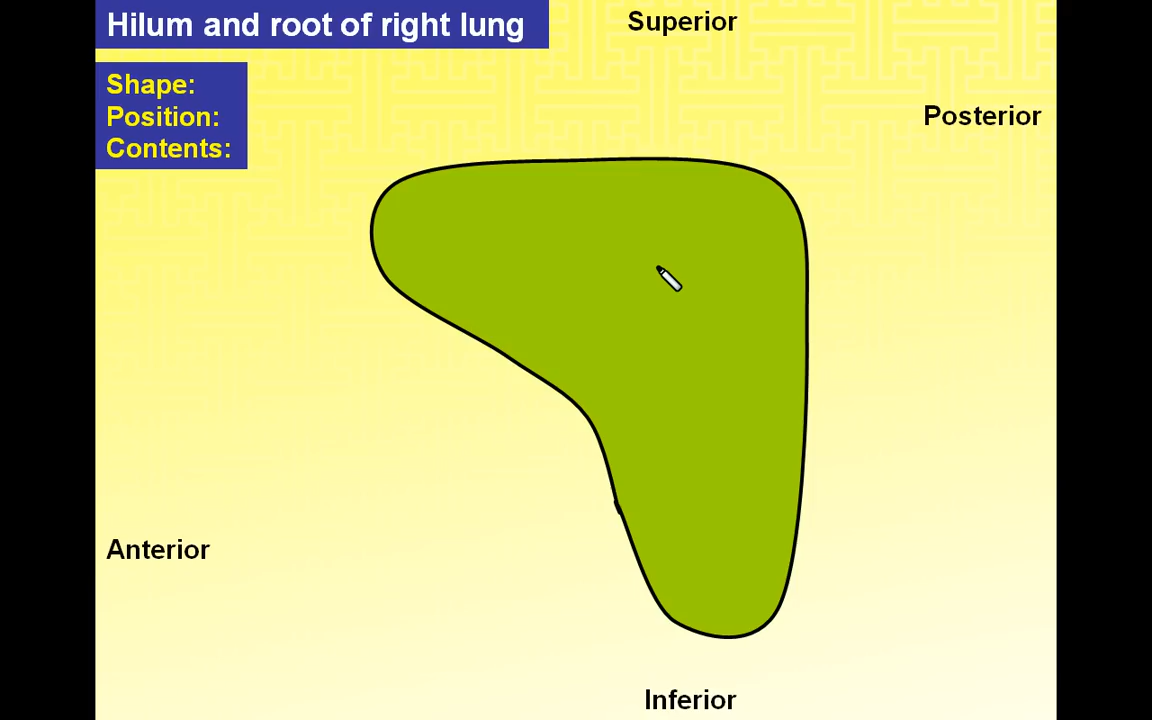 Hilum and root of right lung
Superior
Shape:
Position:
Contents:
Posterior
Anterior
Inferior